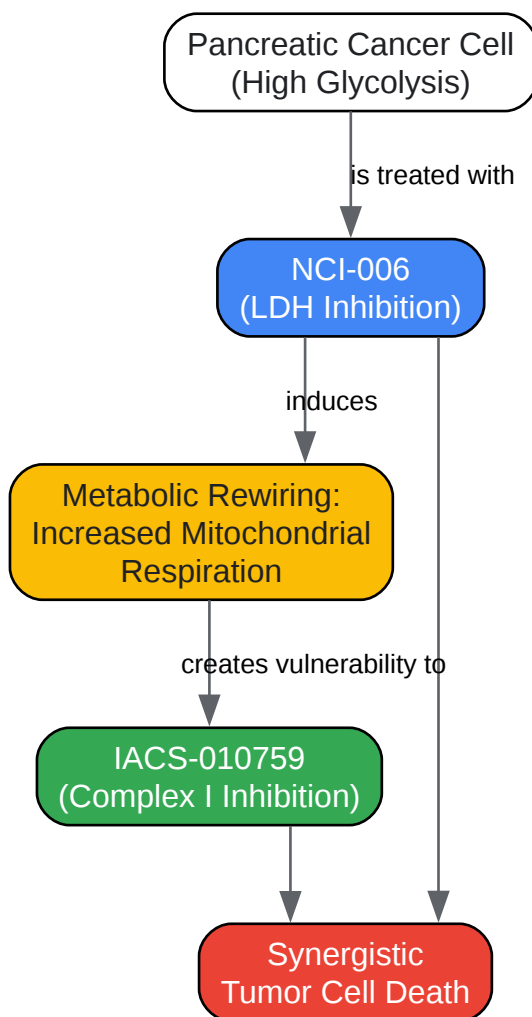 Pancreatic Cancer Cell
(High Glycolysis)
is treated with
NCI-006
(LDH Inhibition)
induces
Metabolic Rewiring:
Increased Mitochondrial
Respiration
creates vulnerability to
IACS-010759
(Complex I Inhibition)
Synergistic
Tumor Cell Death